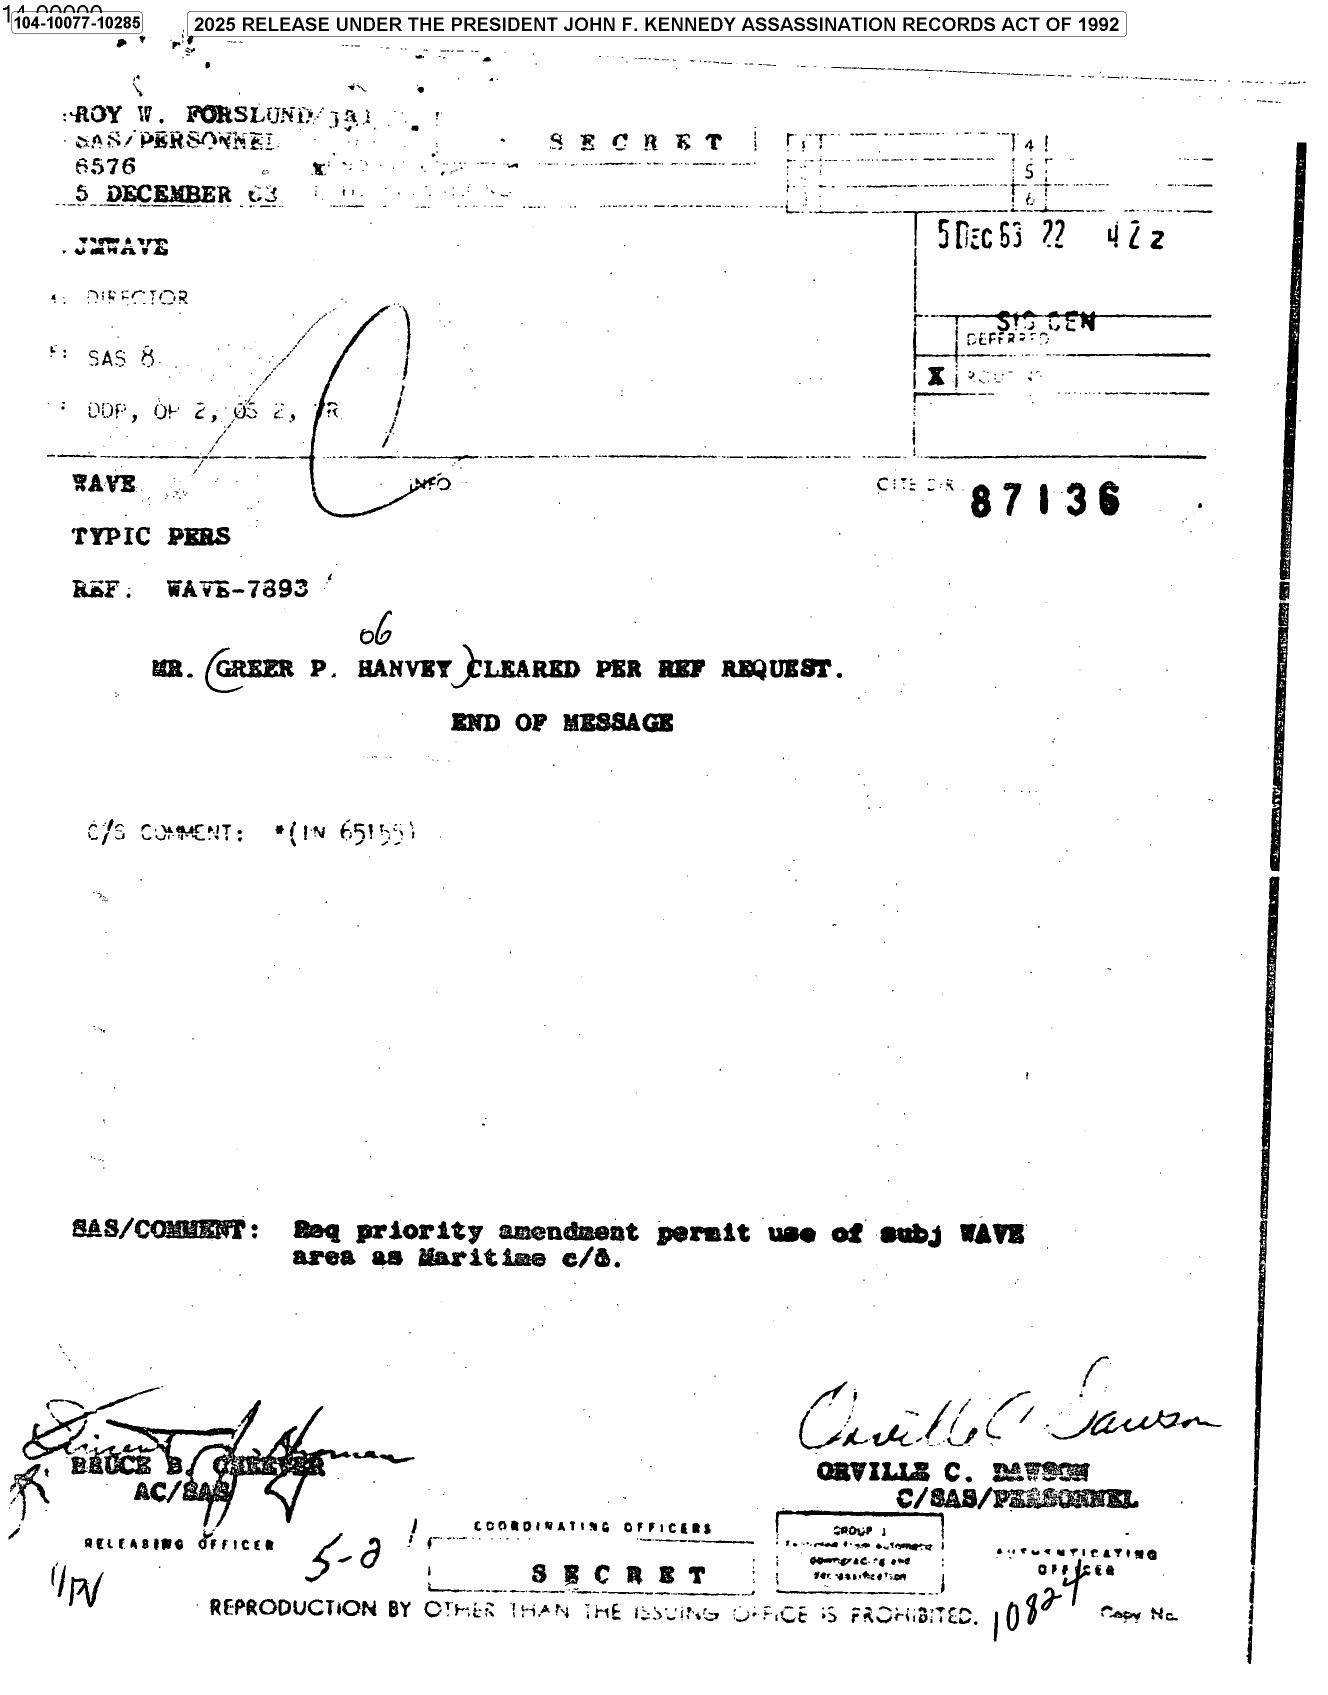 104-10077-10285
2025 RELEASE UNDER THE PRESIDENT JOHN F. KENNEDY ASSASSINATION RECORDS ACT OF 1992
ROY W. FORSLUND/
SAS/PERSONNEL
6576
5 DECEMBER 63
X
S E C R E T
4
5
6
JMWAVE
5 DEC 63 22 42z
DIRECTOR
SIG CEN
DEFERRED
SAS 8
X ROUTINE
DDP, OP 2, OS 2,
WAVE INFO CITE DIR 87136
TYPIC PERS
REF: WAVE-7893
06
MR. (GREER P. HANVEY) CLEARED PER REF REQUEST.
END OF MESSAGE
C/S COMMENT: *(IN 65155)
SAS/COMMENT: Req priority amendment permit use of subj WAVE
area as Maritime c/o.
Orville C Dawson
BRUCE B. CHEEVER
AC/SAS
ORVILLE C. DAWSON
C/SAS/PERSONNEL
RELEASING OFFICER
5-2
COORDINATING OFFICERS
S E C R E T
GROUP 1
Excluded from automatic
downgrading and
declassification
AUTHENTICATING
OFFICER
REPRODUCTION BY OTHER THAN THE ISSUING OFFICE IS PROHIBITED.
Copy No.